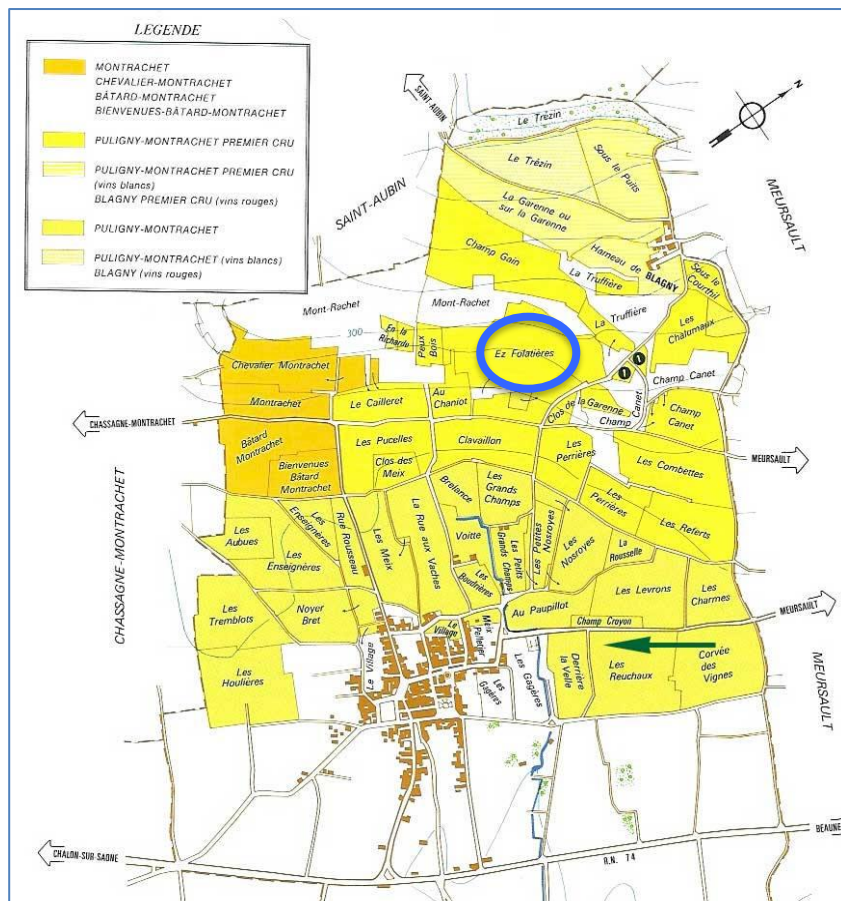 LEGENDE
MONTRACHET
CHEVALIER-MONTRACHET
BÂTARD-MONTRACHET
BIENVENUES-BÂTARD-MONTRACHET
PULIGNY-MONTRACHET PREMIER CRU
PULIGNY-MONTRACHET PREMIER CRU
(vins blancs)
BLAGNY PREMIER CRU (vins rouges)
PULIGNY-MONTRACHET
PULIGNY-MONTRACHET (vins blancs)
BLAGNY (vins rouges)
SAINT-AUBIN
N
Le Trézin
Le Trézin
Sous le Puits
SAINT-AUBIN
MEURSAULT
La Garenne ou
sur la Garenne
Champ Gain
Hameau de BLAGNY
La Truffière
Sous le
Courthil
Mont-Rachet
Mont-Rachet
La Truffière
Les
Chalumaux
300
En la
Richarde
Peux
Bois
Ez Folatières
1
1
Chevalier Montrachet
Champ Canet
Montrachet
Le Cailleret
Au
Chaniot
Clos de la Garenne
Champ
Canet
Champ
Canet
CHASSAGNE-MONTRACHET
Bâtard
Montrachet
Les Pucelles
Clavaillon
Les
Perrières
Les Combettes
MEURSAULT
Bienvenues
Bâtard
Montrachet
Clos des
Meix
Les
Grands
Champs
Brelance
Les
Perrières
Les Referts
Les
Aubues
Les
Enseignères
Rue Rousseau
Les Meix
La Rue aux Vaches
Voitte
Les Petits
Grands Champs
Les Petites
Nosroyes
Les
Nosroyes
La
Rousselle
Les
Enseignères
Les
Boudrières
CHASSAGNE-MONTRACHET
Les
Tremblots
Noyer
Bret
Au Paupillot
Les Levrons
Les
Charmes
MEURSAULT
Le
Village
Meix
Pelletier
Champ Croyon
Les
Houlières
Le Village
Les
Gagères
Les Gagères
Derrière
la Velle
Les
Reuchaux
Corvée
des
Vignes
MEURSAULT
CHALON-SUR-SAONE
R.N. 74
BEAUNE